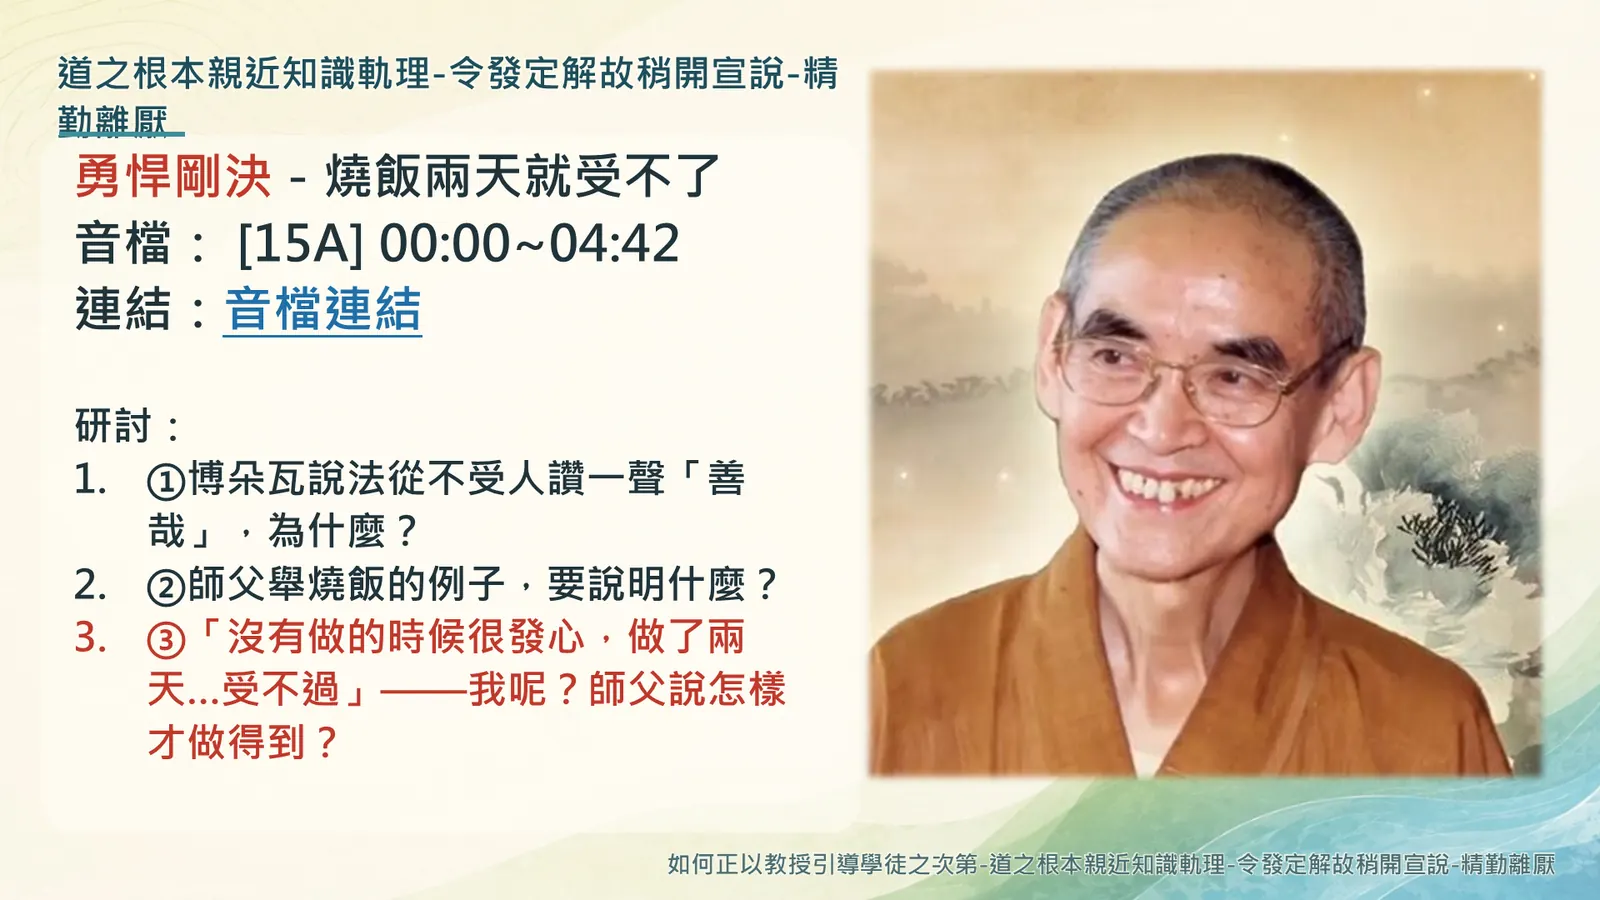 道之根本親近知識軌理-令發定解故稍開宣說-精
勤離厭
勇悍剛決 - 燒飯兩天就受不了
音檔： [15A] 00:00~04:42
連結：音檔連結
研討：
1. ①博朵瓦說法從不受人讚一聲「善
哉」，為什麼？
2. ②師父舉燒飯的例子，要說明什麼？
3. ③「沒有做的時候很發心，做了兩
天...受不過」——我呢？師父說怎樣
才做得到？
如何正以教授引導學徒之次第-道之根本親近知識軌理-令發定解故稍開宣說-精勤離厭